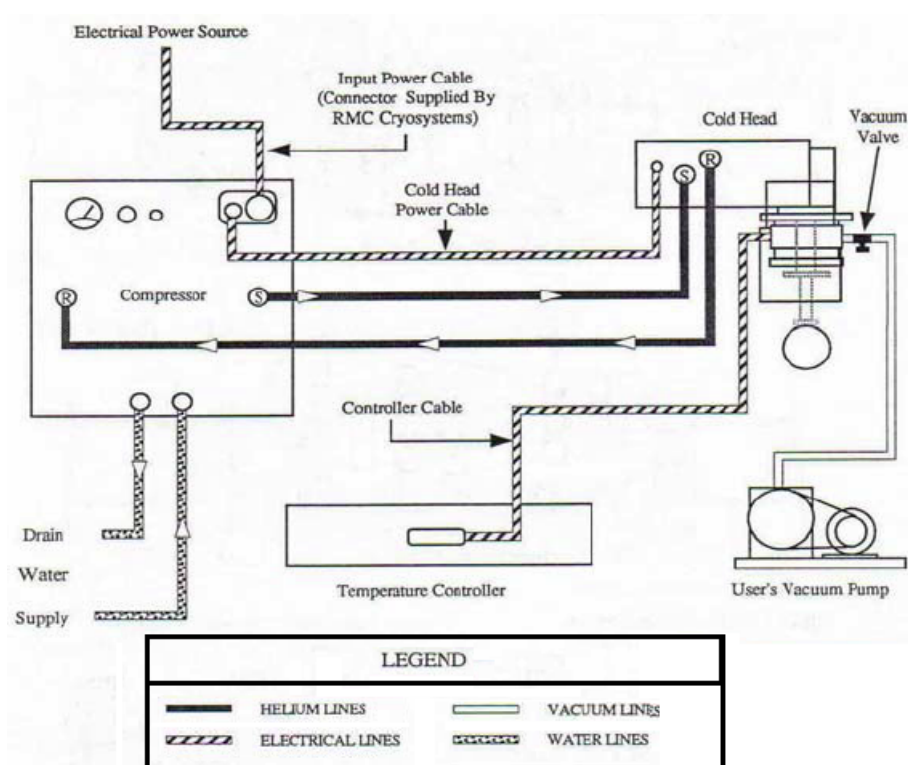 Electrical Power Source
Input Power Cable
(Connector Supplied By
RMC Cryosystems)
Cold Head
Vacuum
Valve
Cold Head
Power Cable
S
R
R
Compressor
S
Controller Cable
Drain
Water
Supply
Temperature Controller
User's Vacuum Pump
LEGEND
HELIUM LINES
VACUUM LINES
ELECTRICAL LINES
WATER LINES